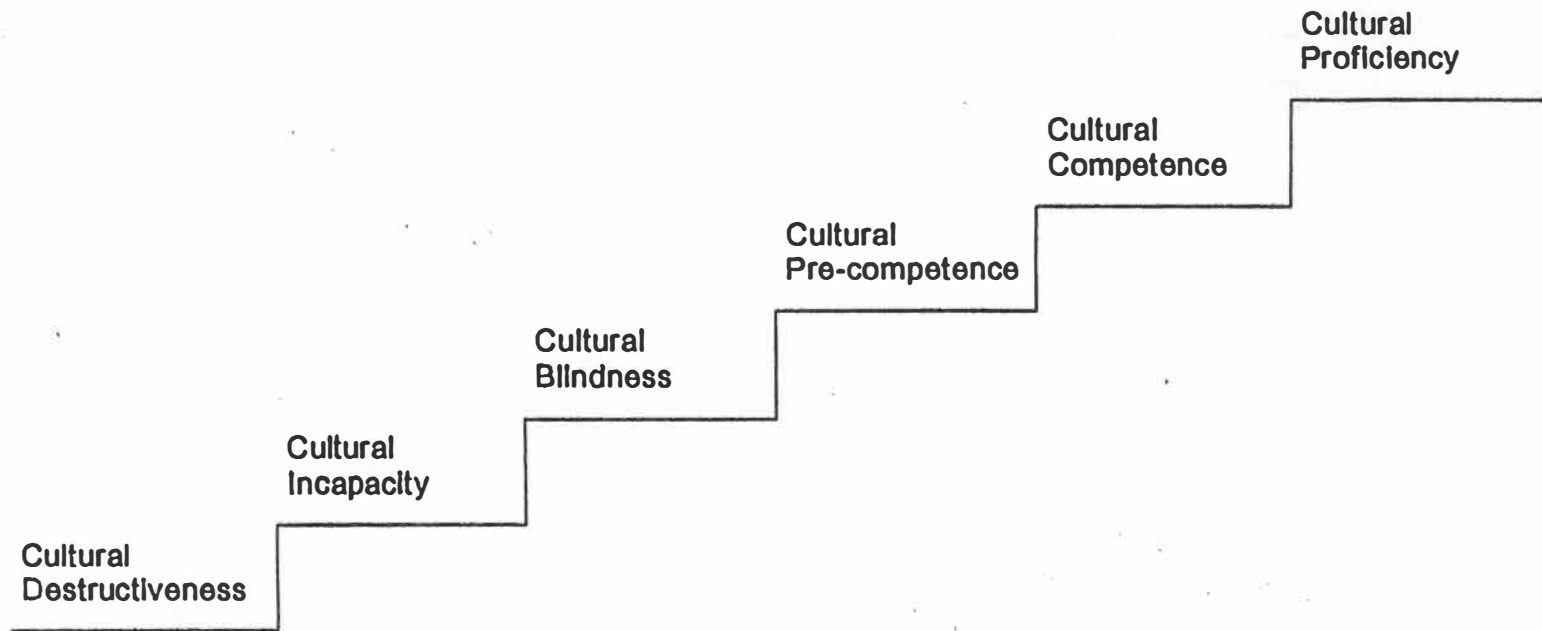 Cultural
Proficiency
Cultural
Competence
Cultural
Pre-competence
Cultural
Blindness
Cultural
Incapacity
Cultural
Destructiveness